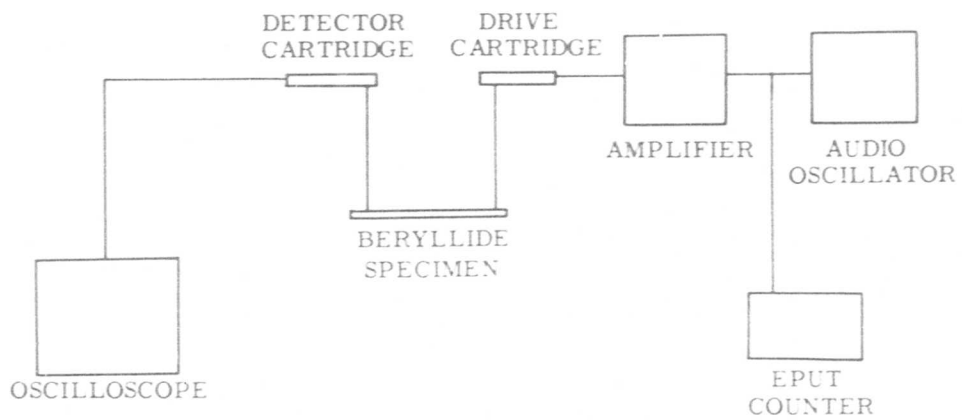 DETECTOR
CARTRIDGE
DRIVE
CARTRIDGE
AMPLIFIER
AUDIO
OSCILLATOR
BERYLLIDE
SPECIMEN
OSCILLOSCOPE
EPUT
COUNTER